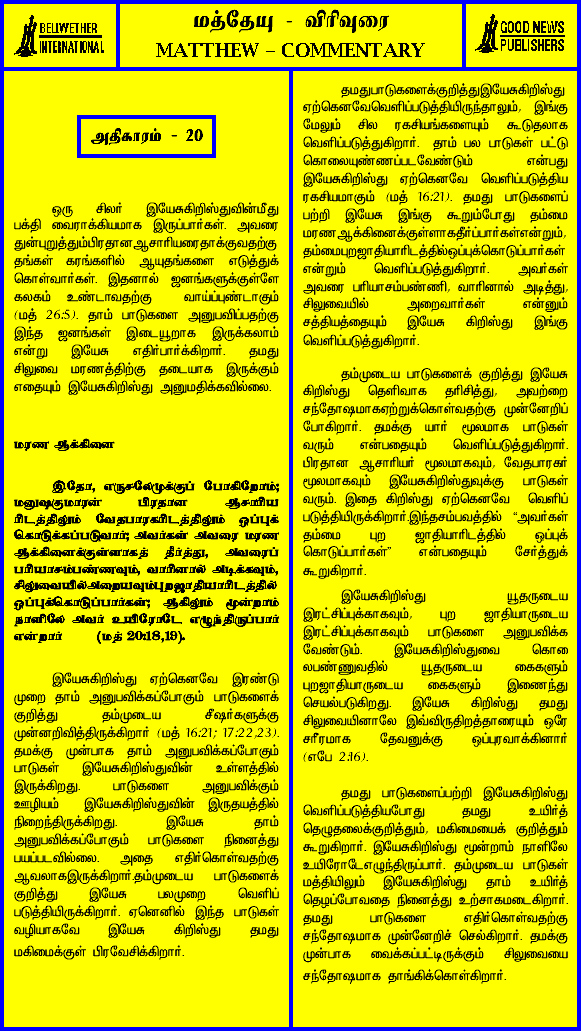 BELWETHER
INTERNATIONAL
மத்தேயு - விரிவுரை
MATTHEW – COMMENTARY
GOOD NEWS
PUBLISHERS
அதிகாரம் - 20
ஒரு சிலர் இயேசுகிறிஸ்துவின்மீது
பக்தி வைராக்கியமாக இருப்பார்கள். அவரை
துன்புறுத்தும்பிரதானஆசாரியரைதாக்குவதற்கு
தங்கள் கரங்களில் ஆயுதங்களை எடுத்துக்
கொள்வார்கள். இதனால் ஜனங்களுக்குள்ளே
கலகம் உண்டாவதற்கு வாய்ப்புண்டாகும்
(மத் 26:5). தாம் பாடுகளை அனுபவிப்பதற்கு
இந்த ஜனங்கள் இடையூறாக இருக்கலாம்
என்று இயேசு எதிர்பார்க்கிறார். தமது
சிலுவை மரணத்திற்கு தடையாக இருக்கும்
எதையும் இயேசுகிறிஸ்து அனுமதிக்கவில்லை.
மரண ஆக்கினை
இதோ, எருசலேமுக்குப் போகிறோம்;
மனுஷகுமாரன் பிரதான ஆசாரிய
ரிடத்திலும் வேதபாரகரிடத்திலும் ஒப்புக்
கொடுக்கப்படுவார்; அவர்கள் அவரை மரண
ஆக்கினைக்குள்ளாகத் தீர்த்து, அவரைப்
பரியாசம்பண்ணவும், வாரினால் அடிக்கவும்,
சிலுவையில்அறையவும்புறஜாதியாரிடத்தில்
ஒப்புக்கொடுப்பார்கள்; ஆகிலும் மூன்றாம்
நாளிலே அவர் உயிரோடே எழுந்திருப்பார்
என்றார் (மத் 20:18,19).
இயேசுகிறிஸ்து ஏற்கெனவே இரண்டு
முறை தாம் அனுபவிக்கப்போகும் பாடுகளைக்
குறித்து தம்முடைய சீஷர்களுக்கு
முன்னறிவித்திருக்கிறார் (மத் 16:21; 17:22,23).
தமக்கு முன்பாக தாம் அனுபவிக்கப்போகும்
பாடுகள் இயேசுகிறிஸ்துவின் உள்ளத்தில்
இருக்கிறது. பாடுகளை அனுபவிக்கும்
ஊழியம் இயேசுகிறிஸ்துவின் இருதயத்தில்
நிறைந்திருக்கிறது. இயேசு தாம்
அனுபவிக்கப்போகும் பாடுகளை நினைத்து
பயப்படவில்லை. அதை எதிர்கொள்வதற்கு
ஆவலாகஇருக்கிறார்.தம்முடைய பாடுகளைக்
குறித்து இயேசு பலமுறை வெளிப்
படுத்தியிருக்கிறார். ஏனெனில் இந்த பாடுகள்
வழியாகவே இயேசு கிறிஸ்து தமது
மகிமைக்குள் பிரவேசிக்கிறார்.
தமதுபாடுகளைக்குறித்துஇயேசுகிறிஸ்து
ஏற்கெனவேவெளிப்படுத்தியிருந்தாலும், இங்கு
மேலும் சில ரகசியங்களையும் கூடுதலாக
வெளிப்படுத்துகிறார். தாம் பல பாடுகள் பட்டு
கொலையுண்ணப்படவேண்டும் என்பது
இயேசுகிறிஸ்து ஏற்கெனவே வெளிப்படுத்திய
ரகசியமாகும் (மத் 16:21). தமது பாடுகளைப்
பற்றி இயேசு இங்கு கூறும்போது தம்மை
மரணஆக்கினைக்குள்ளாகதீர்ப்பார்கள்என்றும்,
தம்மைபுறஜாதியாரிடத்தில்ஒப்புக்கொடுப்பார்கள்
என்றும் வெளிப்படுத்துகிறார். அவர்கள்
அவரை பரியாசம்பண்ணி, வாரினால் அடித்து,
சிலுவையில் அறைவார்கள் என்னும்
சத்தியத்தையும் இயேசு கிறிஸ்து இங்கு
வெளிப்படுத்துகிறார்.
தம்முடைய பாடுகளைக் குறித்து இயேசு
கிறிஸ்து தெளிவாக தரிசித்து, அவற்றை
சந்தோஷமாகஏற்றுக்கொள்வதற்கு முன்னேறிப்
போகிறார். தமக்கு யார் மூலமாக பாடுகள்
வரும் என்பதையும் வெளிப்படுத்துகிறார்.
பிரதான ஆசாரியர் மூலமாகவும், வேதபாரகர்
மூலமாகவும் இயேசுகிறிஸ்துவுக்கு பாடுகள்
வரும். இதை கிறிஸ்து ஏற்கெனவே வெளிப்
படுத்தியிருக்கிறார்.இந்தசம்பவத்தில் “அவர்கள்
தம்மை புற ஜாதியாரிடத்தில் ஒப்புக்
கொடுப்பார்கள்” என்பதையும் சேர்த்துக்
கூறுகிறார்.
இயேசுகிறிஸ்து யூதருடைய
இரட்சிப்புக்காகவும், புற ஜாதியாருடைய
இரட்சிப்புக்காகவும் பாடுகளை அனுபவிக்க
வேண்டும். இயேசுகிறிஸ்துவை கொலை
லபண்ணுவதில் யூதருடைய கைகளும்
புறஜாதியாருடைய கைகளும் இணைந்து
செயல்படுகிறது. இயேசு கிறிஸ்து தமது
சிலுவையினாலே இவ்விருதிறத்தாரையும் ஒரே
சரீரமாக தேவனுக்கு ஒப்புரவாக்கினார்
(எபே 2:16).
தமது பாடுகளைப்பற்றி இயேசுகிறிஸ்து
வெளிப்படுத்தியபோது தமது உயிர்த்
தெழுதலைக்குறித்தும், மகிமையைக் குறித்தும்
கூறுகிறார். இயேசுகிறிஸ்து மூன்றாம் நாளிலே
உயிரோடேஎழுந்திருப்பார். தம்முடைய பாடுகள்
மத்தியிலும் இயேசுகிறிஸ்து தாம் உயிர்த்
தெழப்போவதை நினைத்து உற்சாகமடைகிறார்.
தமது பாடுகளை எதிர்கொள்வதற்கு
சந்தோஷமாக முன்னேறிச் செல்கிறார். தமக்கு
முன்பாக வைக்கப்பட்டிருக்கும் சிலுவையை
சந்தோஷமாக தாங்கிக்கொள்கிறார்.